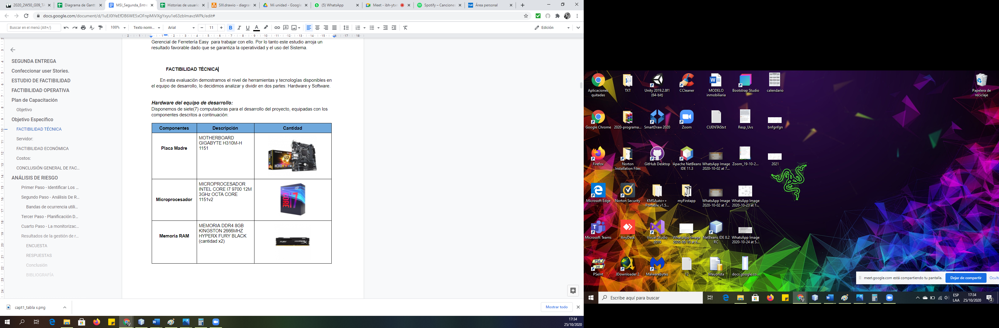 2020_2W50_G09_TA
Diagrama de Gantt
MSI_Segunda_Entre
Historias de usuario
SIII.drawio - diagram
Mi unidad - Google
(5) WhatsApp
Meet - ibh-ytxn
Spotify – Canciones
Área personal
docs.google.com/document/d/1uEJ0lYeEfDB6WE5xOFnpMiVXgYxyu1e63zbImavzWPk/edit#
Buscar en el menú (Alt+/)
100%
Texto norm...
Arial
11
Edición
SEGUNDA ENTREGA
Confeccionar user Stories.
ESTUDIO DE FACTIBILIDAD
FACTIBILIDAD OPERATIVA
Plan de Capacitación
Objetivo
Objetivo Específico
FACTIBILIDAD TÉCNICA
Servidor:
FACTIBILIDAD ECONÓMICA
Costos:
CONCLUSIÓN GENERAL DE FAC...
ANÁLISIS DE RIESGO
Primer Paso - Identificar Los ...
Segundo Paso - Análisis De R...
Bandas de ocurrencia utili...
Tercer Paso - Planificación D...
Cuarto Paso - La monitorizac...
Resultados de la gestión de r...
ENCUESTA
RESPUESTAS
Conclusión
BIBLIOGRAFÍA
Gerencial de Ferretería Easy para trabajar con ello. Por lo tanto este estudio arroja un
resultado favorable dado que se garantiza la operatividad y el uso del Sistema.
FACTIBILIDAD TÉCNICA
En esta evaluación demostramos el nivel de herramientas y tecnologías disponibles en
el equipo de desarrollo, lo decidimos analizar y dividir en dos partes: Hardware y Software.
Hardware del equipo de desarrollo:
Disponemos de siete(7) computadoras para el desarrollo del proyecto, equipadas con los
componentes descritos a continuación:
Componentes Descripción Cantidad
Placa Madre
MOTHERBOARD
GIGABYTE H310M-H
1151
H310M H
Microprocesador
MICROPROCESADOR
INTEL CORE I7 9700 12M
3GHz OCTA CORE
1151v2
CORE i7
Memoria RAM
MEMORIA DDR4 8GB
KINGSTON 2666MHZ
HYPERX FURY BLACK
(cantidad x2)
FURY HYPERX
capt1_tabla x.png
Mostrar todo
17:34
25/10/2020
Aplicaciones
quitadas
TXT
Unity 2019.2.8f1
(64-bit)
CCleaner
MODELO
inmobiliaria
Bootstrap Studio
calendario
Papelera de
reciclaje
Google Chrome
2020-programa...
SmartDraw 2020
Zoom
CUENTAStxt
Resp_Uvs
bnfgnfgn
Firefox
Norton
Installation Files
GitHub Desktop
Apache NetBeans
IDE 11.3
WhatsApp Image
2020-10-02 at 7...
Zoom_19-10-2...
2021
Microsoft Edge
Norton Security
KMSAuto++
Portable v1.5...
myFirstapp
WhatsApp Image
2020-10-02 at 7...
WhatsApp Image
2020-10-23 at 1...
Microsoft Teams
AnyDesk
Visual Studio
2019
WhatsApp Image
2020-09-19 at 6...
NetBeans IDE 8.2
RC
WhatsApp Image
2020-10-24 at 5...
PSeInt
JDownloader 2
Malwarebytes
12
Mayorista
docs.google.co...
meet.google.com está compartiendo tu pantalla.
Dejar de compartir
Oculta
Escribe aquí para buscar
ESP
LAA
17:34
25/10/2020
2